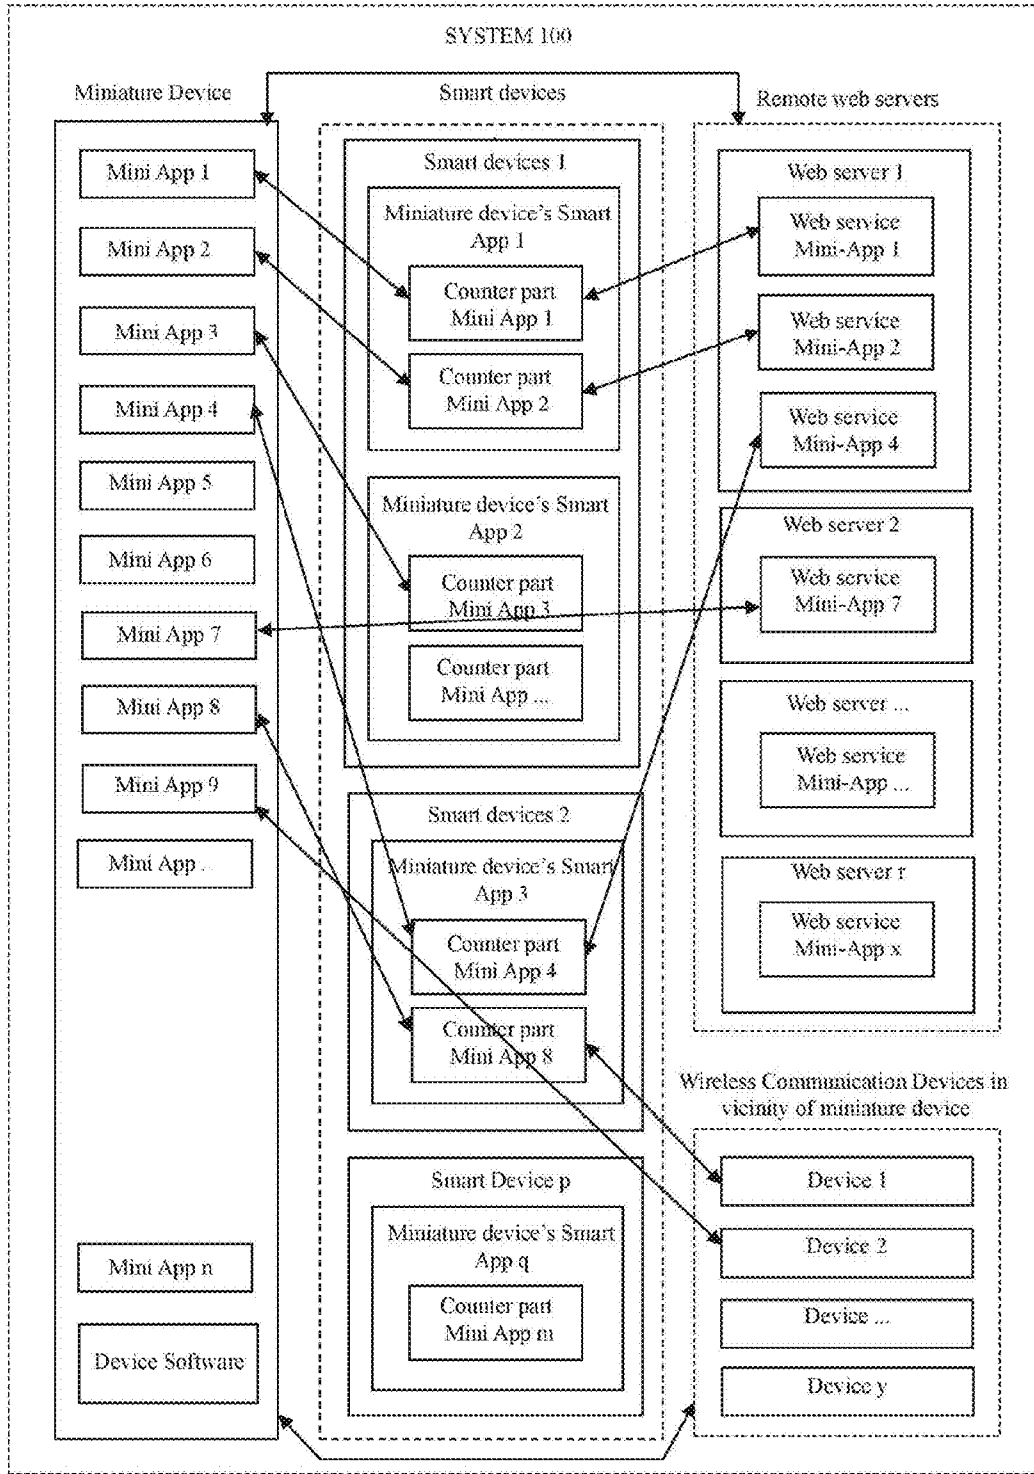 SYSTEM 100
Miniature Device
Mini App 1
Mini App 2
Mini App 3
Mini App 4
Mini App 5
Mini App 6
Mini App 7
Mini App 8
Mini App 9
Mini App ..
Mini App n
Device Software
Smart devices
Smart devices 1
Miniature device's Smart
App 1
Counter part
Mini App 1
Counter part
Mini App 2
Miniature device's Smart
App 2
Counter part
Mini App 3
Counter part
Mini App ...
Smart devices 2
Miniature device's Smart
App 3
Counter part
Mini App 4
Counter part
Mini App 8
Smart Device p
Miniature device's Smart
App q
Counter part
Mini App m
Remote web servers
Web server 1
Web service
Mini-App 1
Web service
Mini-App 2
Web service
Mini-App 4
Web server 2
Web service
Mini-App 7
Web server ...
Web service
Mini-App ...
Web server r
Web service
Mini-App x
Wireless Communication Devices in
vicinity of miniature device
Device 1
Device 2
Device ...
Device y